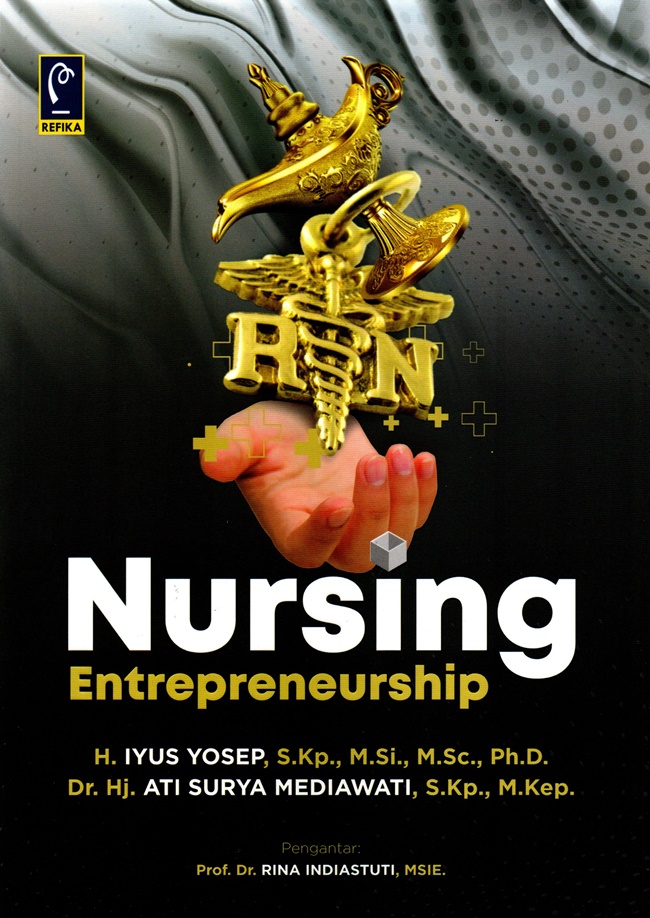 REFIKA
RN
Nursing
Entrepreneurship
H. IYUS YOSEP, S.Kp., M.Si., M.Sc., Ph.D.
Dr. Hj. ATI SURYA MEDIAWATI, S.Kp., M.Kep.
Pengantar:
Prof. Dr. RINA INDIASTUTI, MSIE.